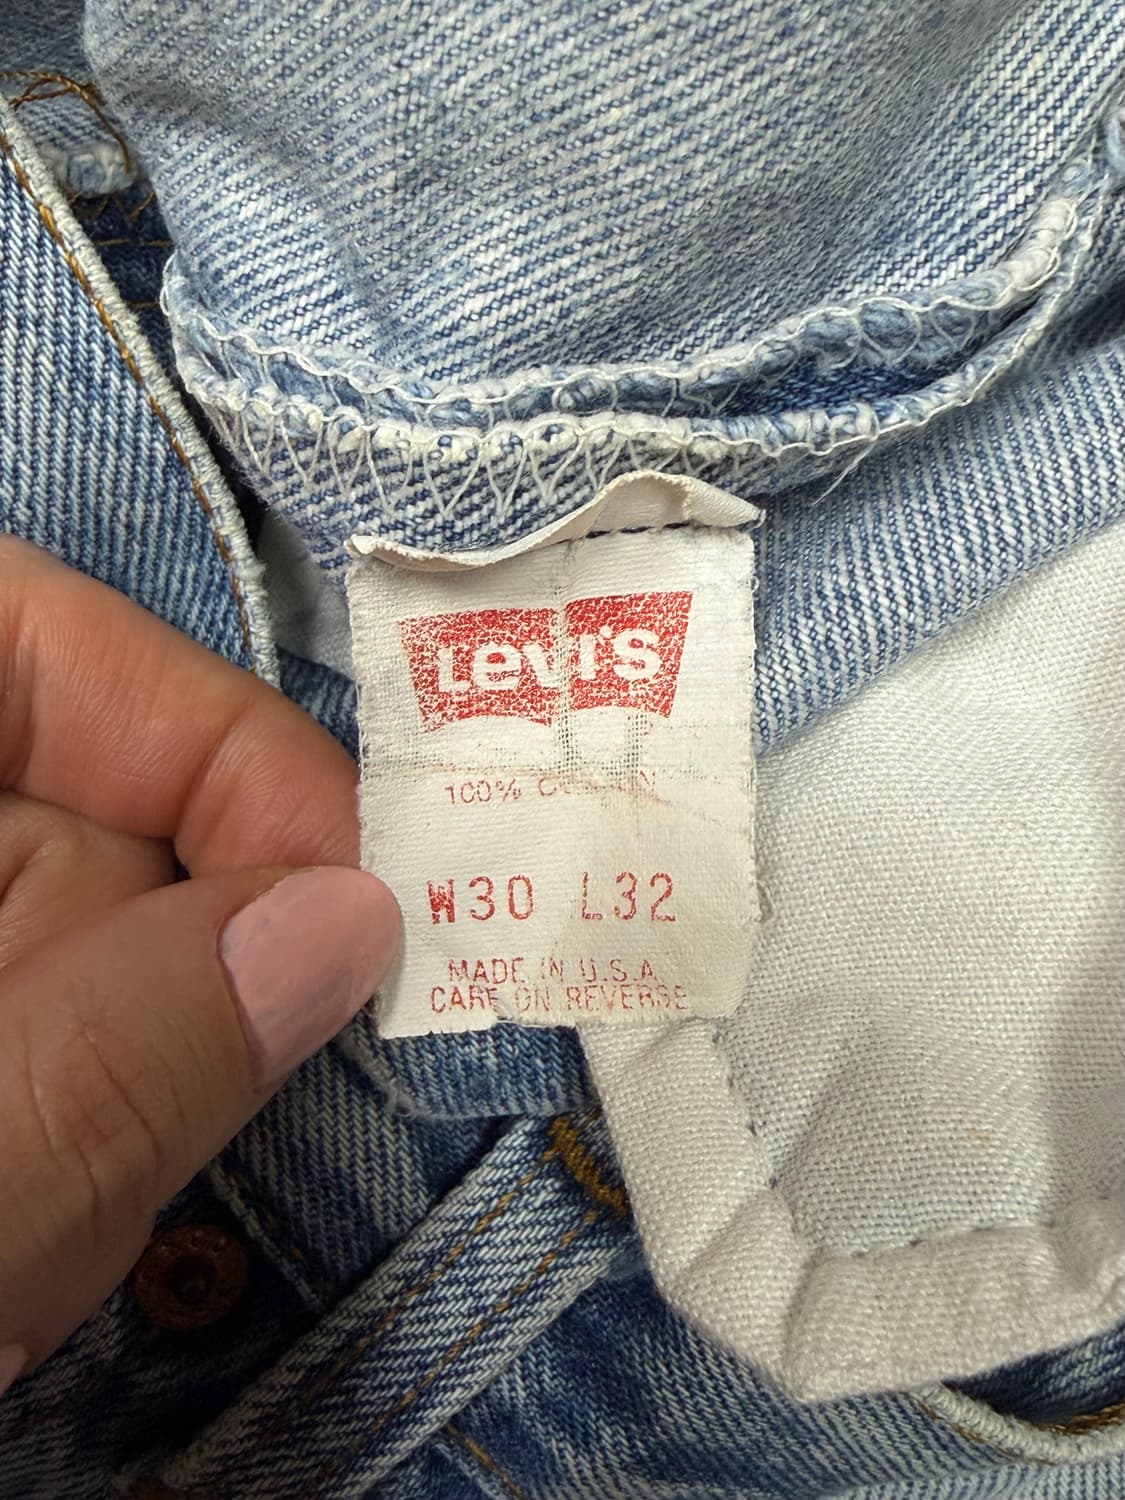 Levi's
100% COTTON
W30 L32
MADE IN U.S.A.
CARE ON REVERSE